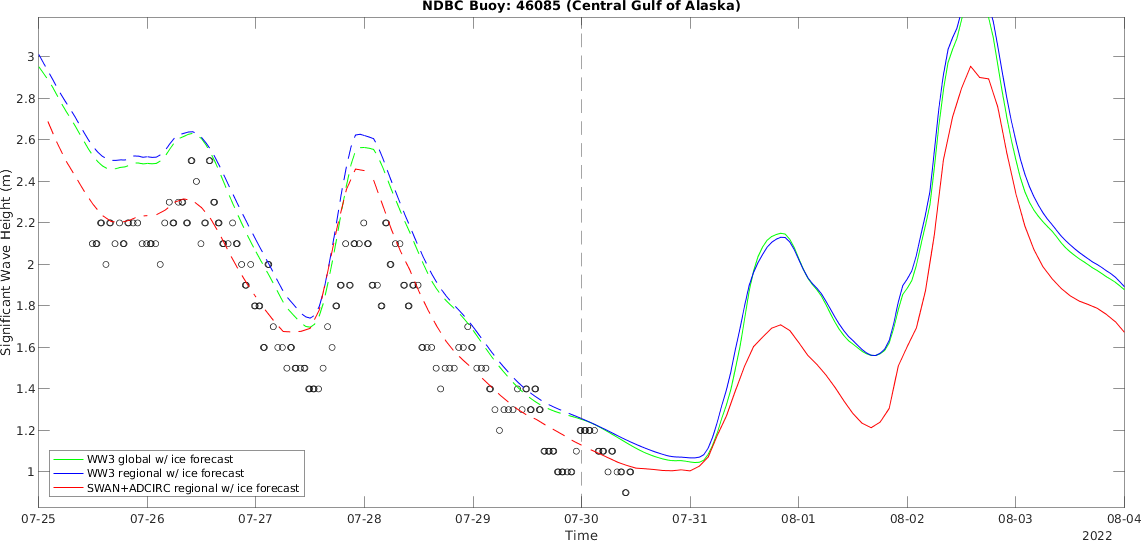 NDBC Buoy: 46085 (Central Gulf of Alaska)
Significant Wave Height (m)
3
2.8
2.6
2.4
2.2
2
1.8
1.6
1.4
1.2
1
WW3 global w/ ice forecast
WW3 regional w/ ice forecast
SWAN+ADCIRC regional w/ ice forecast
07-25 07-26 07-27 07-28 07-29 07-30 07-31 08-01 08-02 08-03 08-04
Time
2022